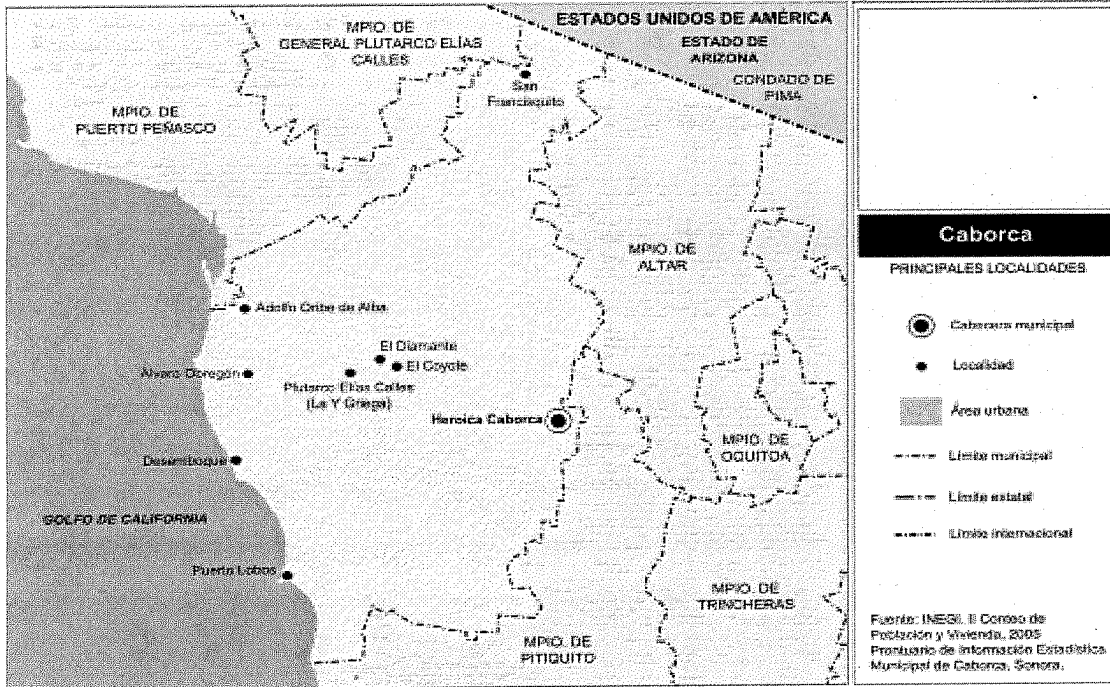 ESTADOS UNIDOS DE AMÉRICA
ESTADO DE
ARIZONA
CONDADO DE
PIMA
MPIO. DE
GENERAL PLUTARCO ELÍAS
CALLES
San
Francisquito
MPIO. DE
PUERTO PEÑASCO
MPIO. DE
ALTAR
Adolfo Oribe de Alba
El Diamante
El Coyote
Álvaro Obregón
Plutarco Elías Calles
(La Y Griega)
Heroica Caborca
MPIO. DE
OQUITOA
Desemboque
GOLFO DE CALIFORNIA
Puerto Lobos
MPIO. DE
TRINCHERAS
MPIO. DE
PITIQUITO
Caborca
PRINCIPALES LOCALIDADES
Cabecera municipal
Localidad
Área urbana
Límite municipal
Límite estatal
Límite internacional
Fuente: INEGI. II Conteo de
Población y Vivienda, 2005
Prontuario de Información Estadística
Municipal de Caborca, Sonora.